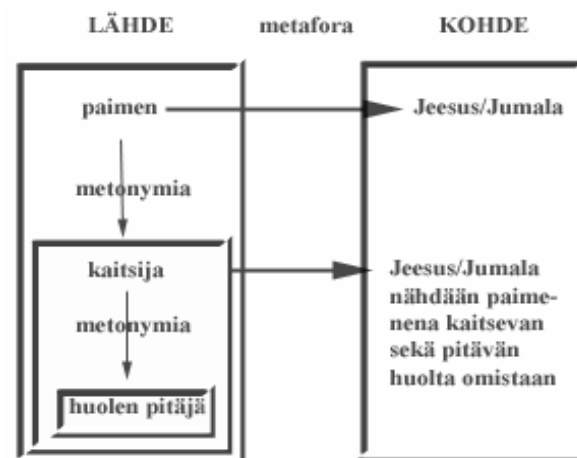 LÄHDE metafora KOHDE
paimen Jeesus/Jumala
metonymia
kaitsija
metonymia
huolen pitäjä
Jeesus/Jumala
nähdään paime-
nena kaitsevan
sekä pitävän
huolta omistaan